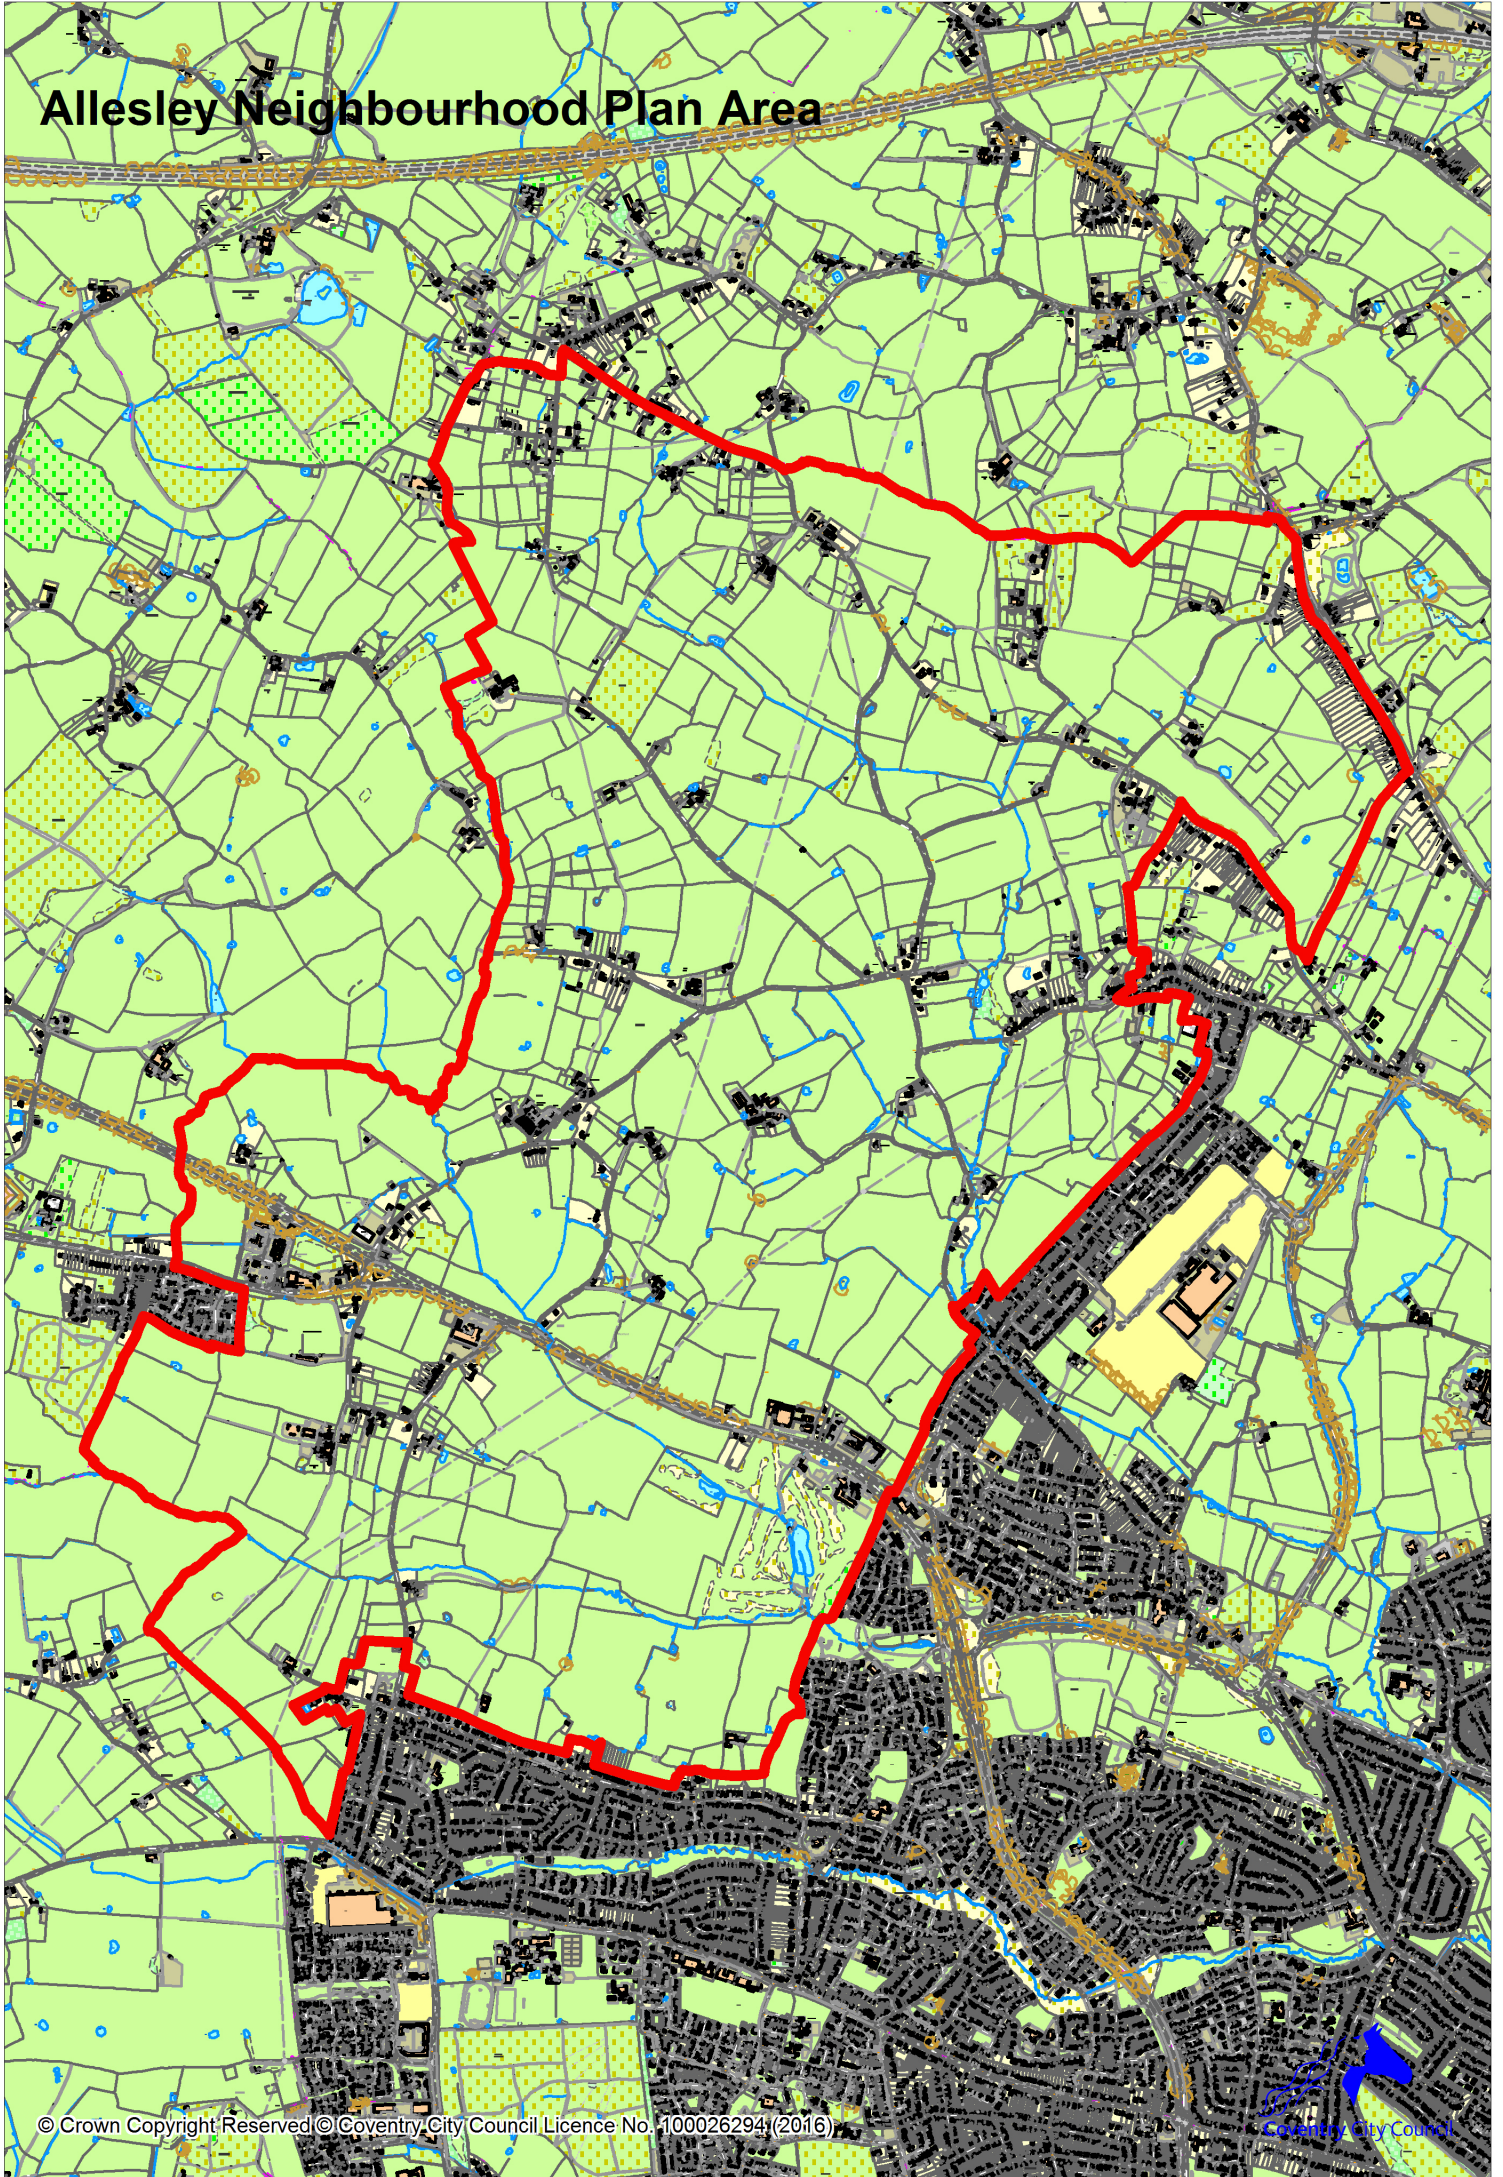 Allesley Neighbourhood Plan Area
© Crown Copyright Reserved © Coventry City Council Licence No. 100026294 (2016)
Coventry City Council